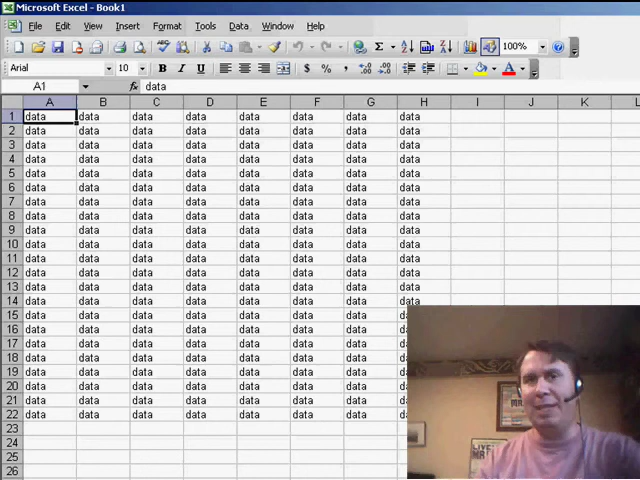 Microsoft Excel - Book1
File Edit View Insert Format Tools Data Window Help
100%
Arial 10 B I U $ % ,
A1 fx data
A B C D E F G H I J K L
1 data data data data data data data data
2 data data data data data data data data
3 data data data data data data data data
4 data data data data data data data data
5 data data data data data data data data
6 data data data data data data data data
7 data data data data data data data data
8 data data data data data data data data
9 data data data data data data data data
10 data data data data data data data data
11 data data data data data data data data
12 data data data data data data data data
13 data data data data data data data data
14 data data data data data data data data
15 data data data data data data data
16 data data data data data data data
17 data data data data data data data
18 data data data data data data data
19 data data data data data data data
20 data data data data data data data
21 data data data data data data data
22 data data data data data data data
23
24
25
26
LIVE